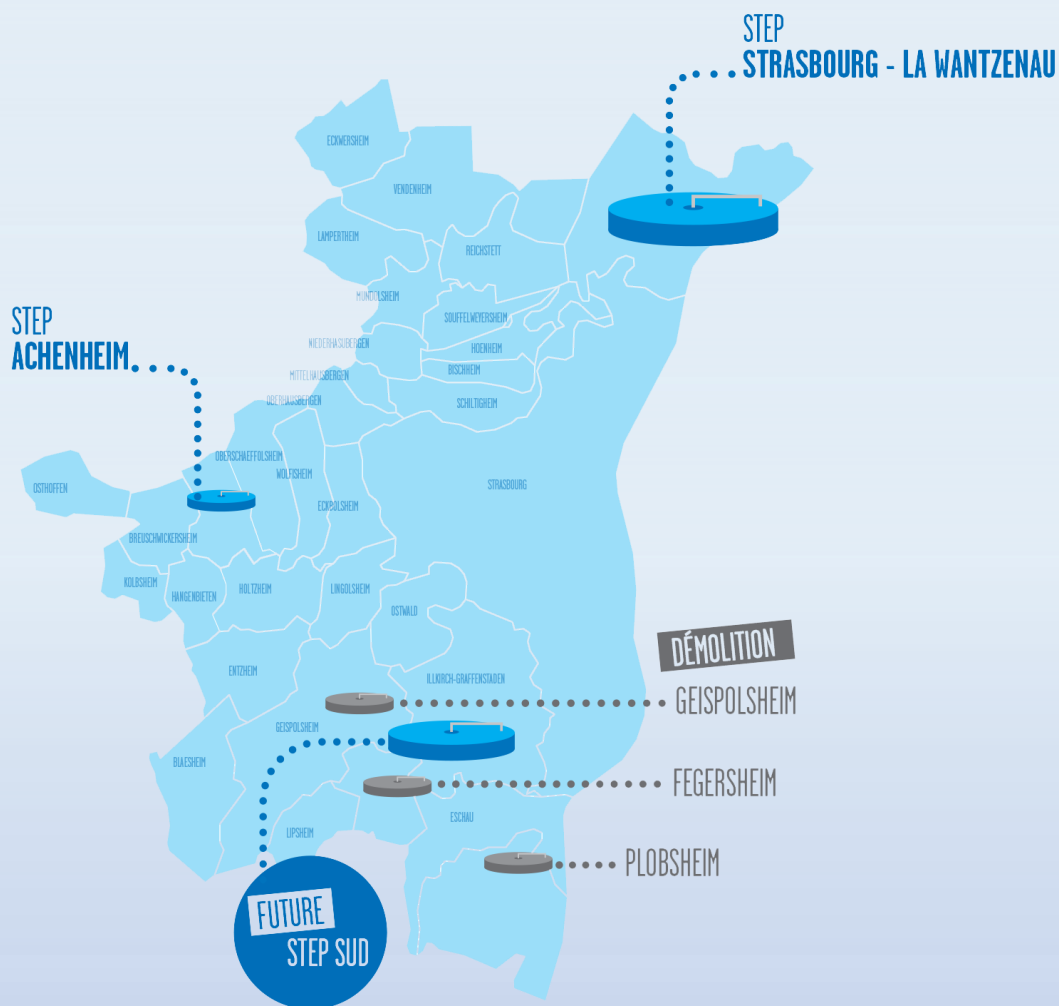 STEP
STRASBOURG - LA WANTZENAU
ECKWERSHEIM
VENDENHEIM
LAMPERTHEIM
REICHSTETT
MUNDOLSHEIM
SOUFFELWEYERSHEIM
STEP
ACHENHEIM
NIEDERHAUSBERGEN
HOENHEIM
BISCHHEIM
MITTELHAUSBERGEN
OBERHAUSBERGEN
SCHILTIGHEIM
OBERSCHAEFFOLSHEIM
WOLFISHEIM
OSTHOFFEN
STRASBOURG
ECKBOLSHEIM
BREUSCHWICKERSHEIM
KOLBSHEIM
HANGENBIETEN
HOLTZHEIM
LINGOLSHEIM
OSTWALD
DÉMOLITION
ENTZHEIM
ILLKIRCH-GRAFFENSTADEN
GEISPOLSHEIM
GEISPOLSHEIM
BLAESHEIM
FEGERSHEIM
ESCHAU
LIPSHEIM
PLOBSHEIM
FUTURE
STEP SUD